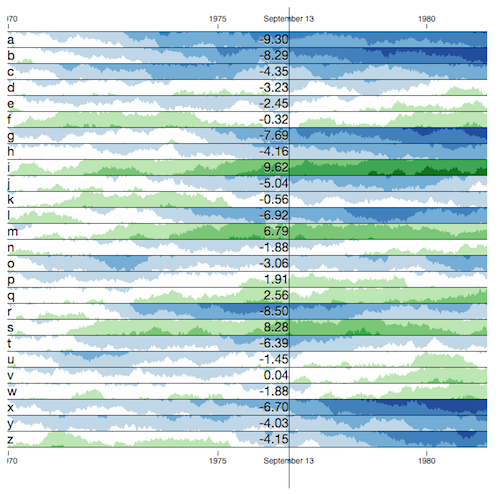 970 1975 September 13 1980
a -9.30
b -8.29
c -4.35
d -3.23
e -2.45
f -0.32
g -7.69
h -4.16
i 9.62
j -5.04
k -0.56
l -6.92
m 6.79
n -1.88
o -3.06
p 1.91
q 2.56
r -8.50
s 8.28
t -6.39
u -1.45
v 0.04
w -1.88
x -6.70
y -4.03
z -4.15
970 1975 September 13 1980